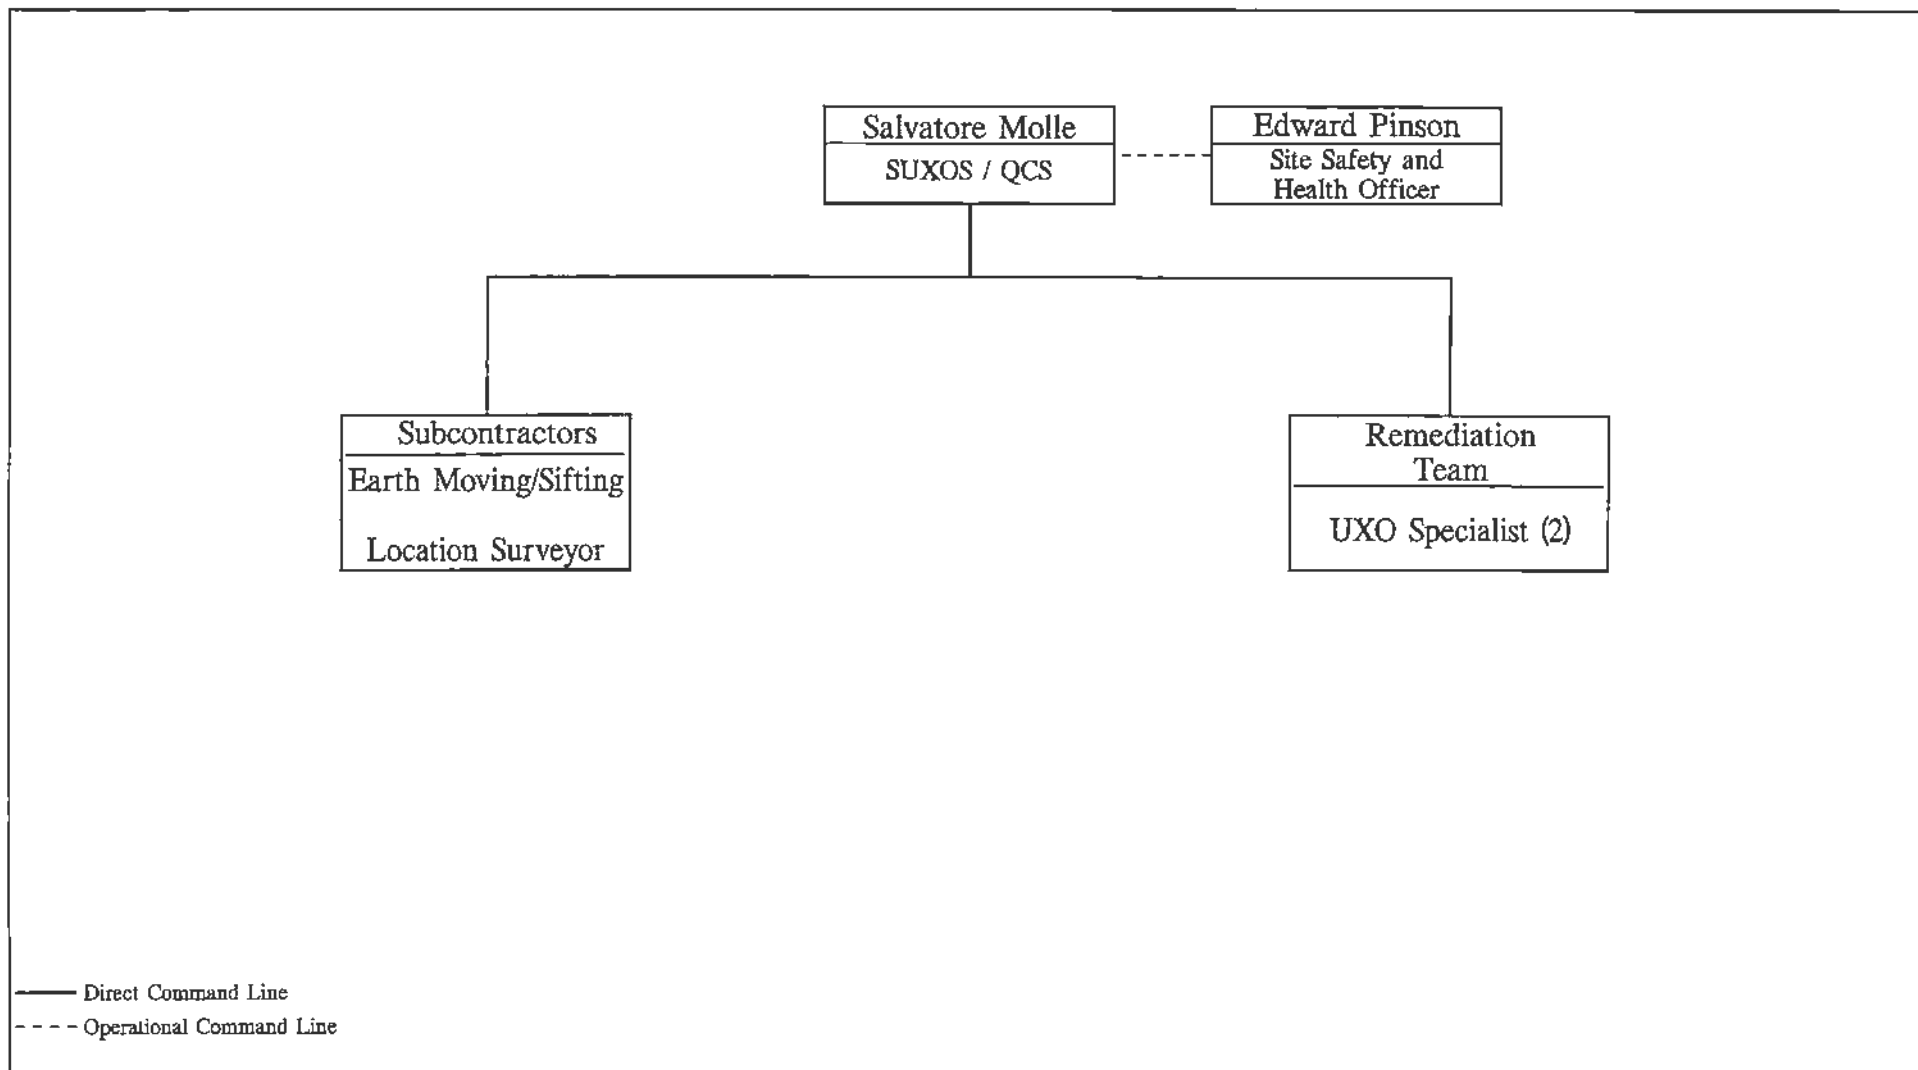 Salvatore Molle
SUXOS / QCS
Edward Pinson
Site Safety and
Health Officer
Subcontractors
Earth Moving/Sifting
Location Surveyor
Remediation
Team
UXO Specialist (2)
Direct Command Line
Operational Command Line